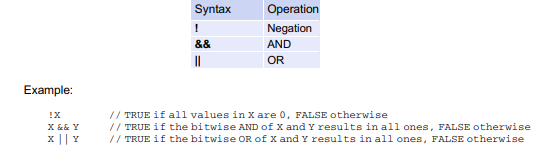 Syntax Operation
! Negation
&& AND
|| OR
Example:
!X // TRUE if all values in X are 0, FALSE otherwise
X && Y // TRUE if the bitwise AND of X and Y results in all ones, FALSE otherwise
X || Y // TRUE if the bitwise OR of X and Y results in all ones, FALSE otherwise